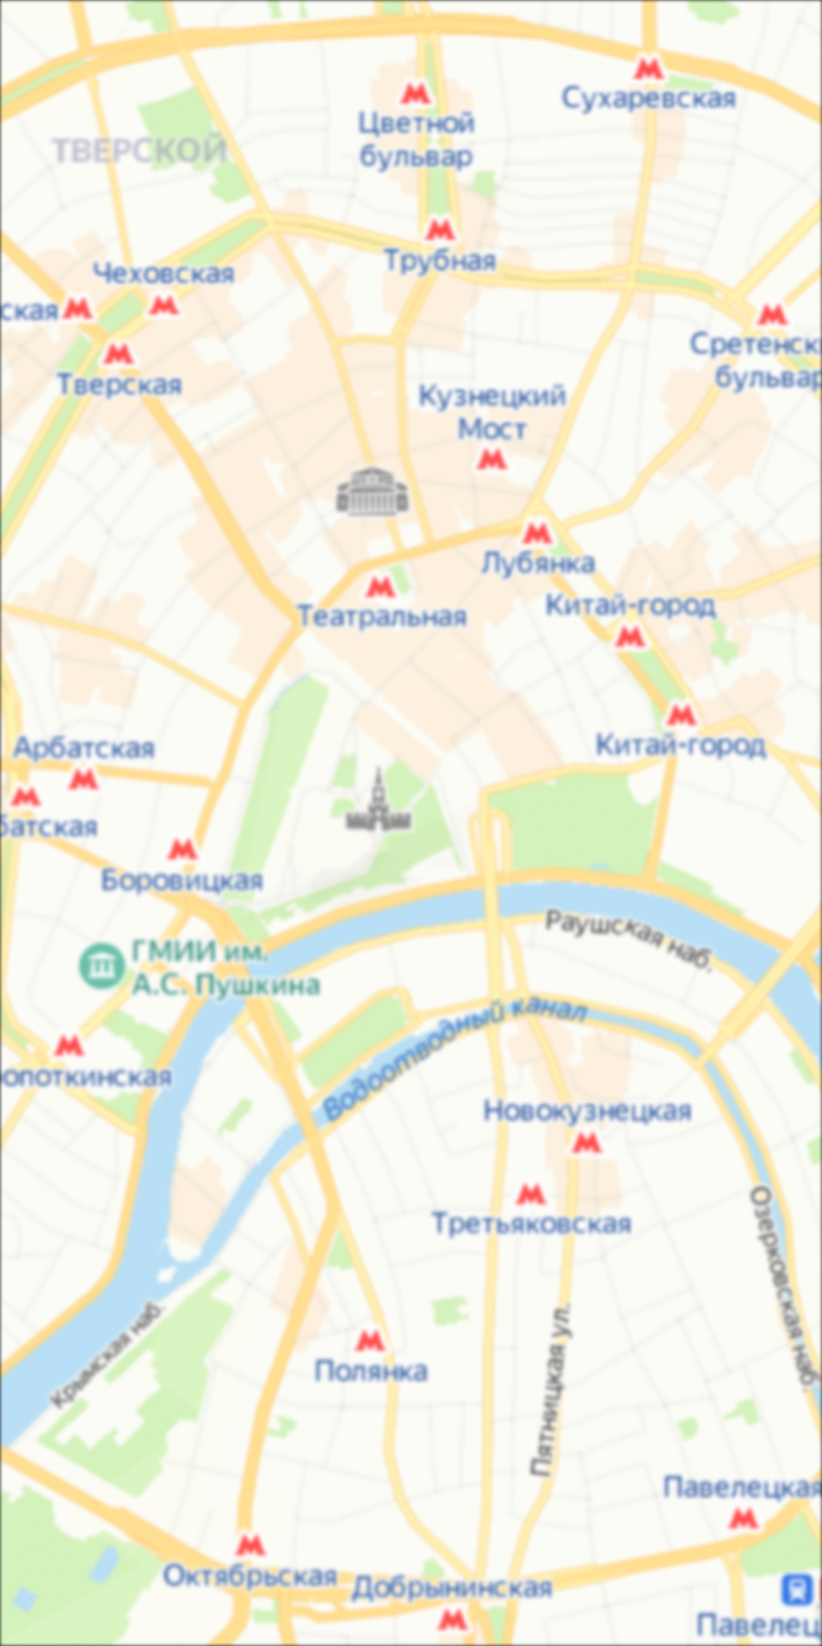 Сухаревская
Цветной
бульвар
ТВЕРСКОЙ
Трубная
Чеховская
ская
Сретенск
бульвар
Тверская
Кузнецкий
Мост
Лубянка
Китай-город
Театральная
Китай-город
Арбатская
батская
Боровицкая
Раушская наб.
ГМИИ им.
А.С. Пушкина
Водоотводный канал
опоткинская
Новокузнецкая
Третьяковская
Озерковская наб.
Крымская наб.
Полянка
Пятницкая ул.
Павелецкая
Октябрьская
Добрынинская
Павелец